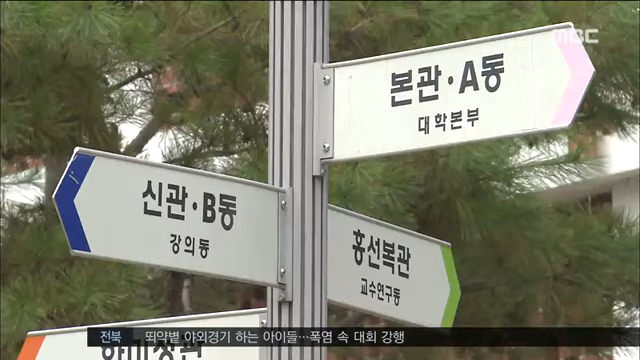 MBC
본관·A동
대학본부
신관·B동
강의동
홍선복관
교수연구동
전북 뙤약볕 야외경기 하는 아이들…폭염 속 대회 강행